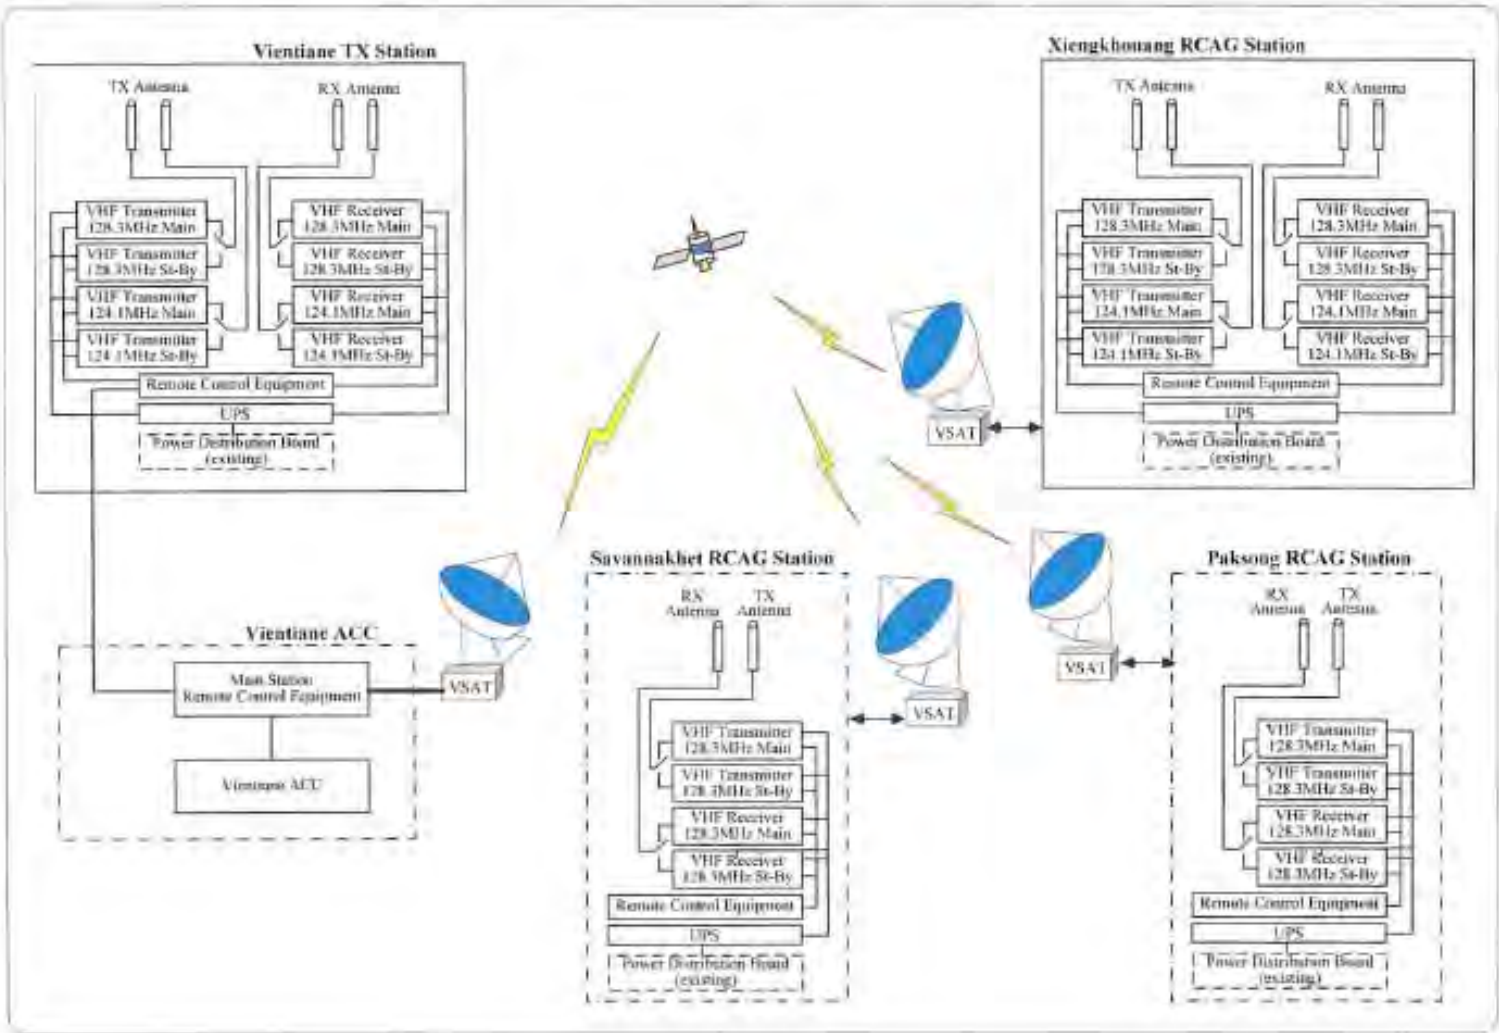 Vientiane TX Station
TX Antenna
RX Antenna
VHF Transmitter
128.3MHz Main
VHF Transmitter
128.3MHz St-By
VHF Transmitter
124.1MHz Main
VHF Transmitter
124.1MHz St-By
VHF Receiver
128.3MHz Main
VHF Receiver
128.3MHz St-By
VHF Receiver
124.1MHz Main
VHF Receiver
124.1MHz St-By
Remote Control Equipment
UPS
Power Distribution Board
(existing)
Xiengkhouang RCAG Station
TX Antenna
RX Antenna
VHF Transmitter
128.3MHz Main
VHF Transmitter
128.3MHz St-By
VHF Transmitter
124.1MHz Main
VHF Transmitter
124.1MHz St-By
VHF Receiver
128.3MHz Main
VHF Receiver
128.3MHz St-By
VHF Receiver
124.1MHz Main
VHF Receiver
124.1MHz St-By
Remote Control Equipment
UPS
Power Distribution Board
(existing)
VSAT
Vientiane ACC
Main Station
Remote Control Equipment
Vientiane ACU
VSAT
Savannakhet RCAG Station
RX
Antenna
TX
Antenna
VHF Transmitter
128.3MHz Main
VHF Transmitter
128.3MHz St-By
VHF Receiver
128.3MHz Main
VHF Receiver
128.3MHz St-By
Remote Control Equipment
UPS
Power Distribution Board
(existing)
VSAT
VSAT
Paksong RCAG Station
RX
Antenna
TX
Antenna
VHF Transmitter
128.3MHz Main
VHF Transmitter
128.3MHz St-By
VHF Receiver
128.3MHz Main
VHF Receiver
128.3MHz St-By
Remote Control Equipment
UPS
Power Distribution Board
(existing)